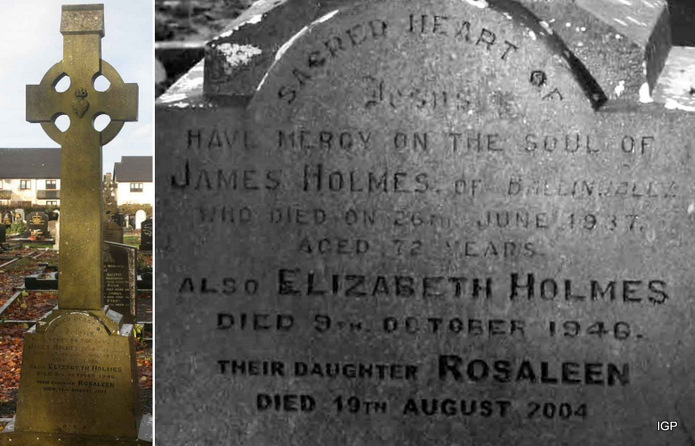 SACRED HEART OF
Jesus
HAVE MERCY ON THE SOUL OF
JAMES HOLMES, OF
WHO DIED ON 26TH JUNE 1937.
AGED 72 YEARS.
ALSO ELIZABETH HOLMES
DIED 9TH. OCTOBER 1946.
THEIR DAUGHTER ROSALEEN
DIED 19TH AUGUST 2004
IGP